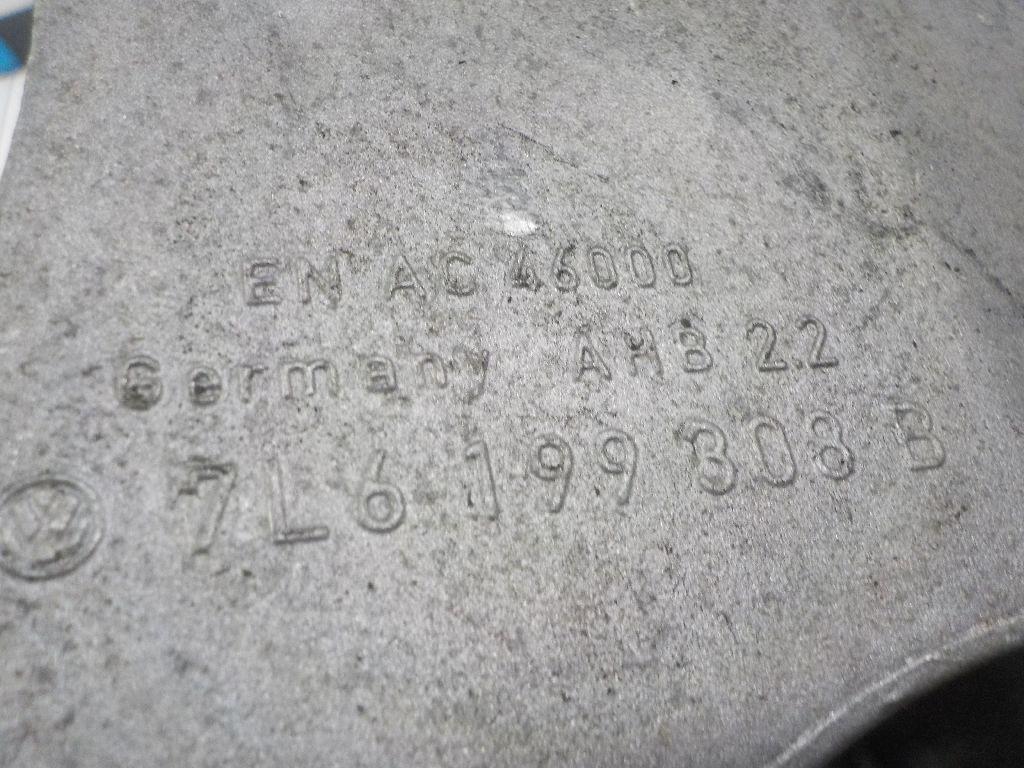 EN AC 46000
Germany AHB 2.2
7L6 199 308 B